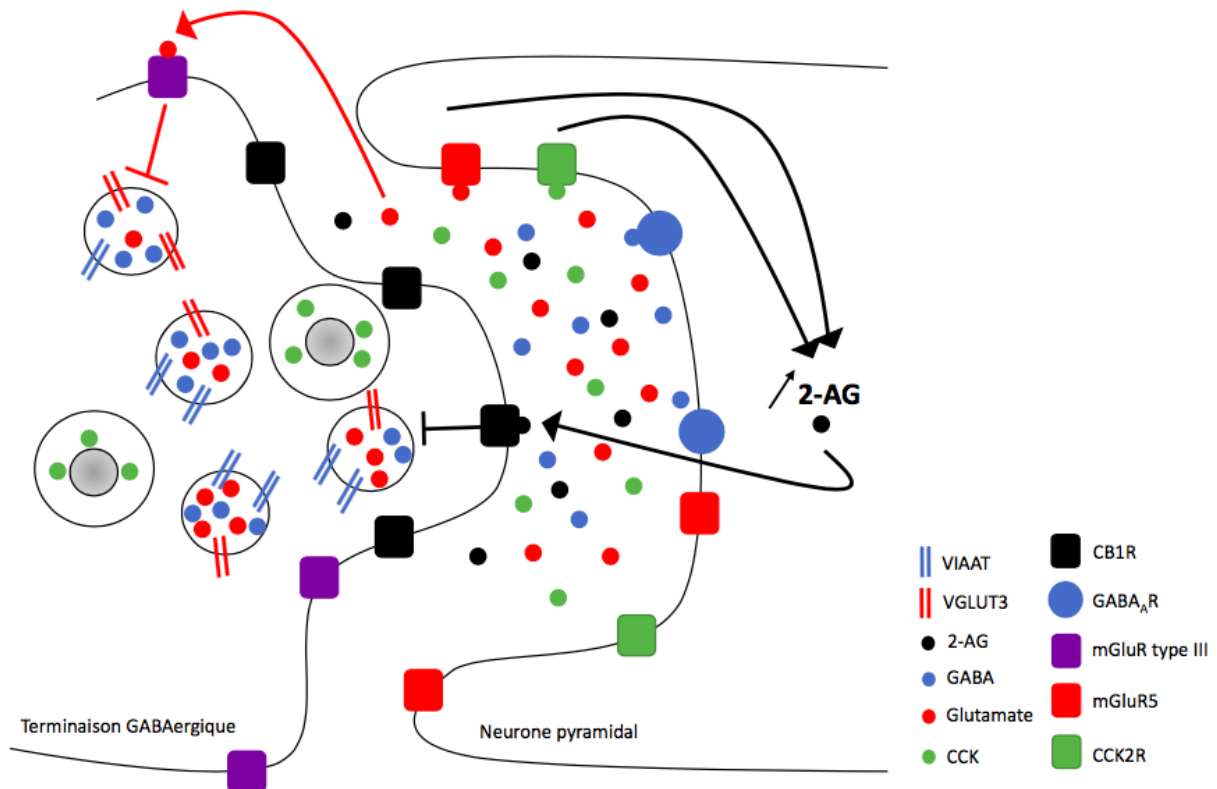 2-AG
Terminaison GABAergique
Neurone pyramidal
VIAAT
VGLUT3
2-AG
GABA
Glutamate
CCK
CB1R
GABA_AR
mGluR type III
mGluR5
CCK2R